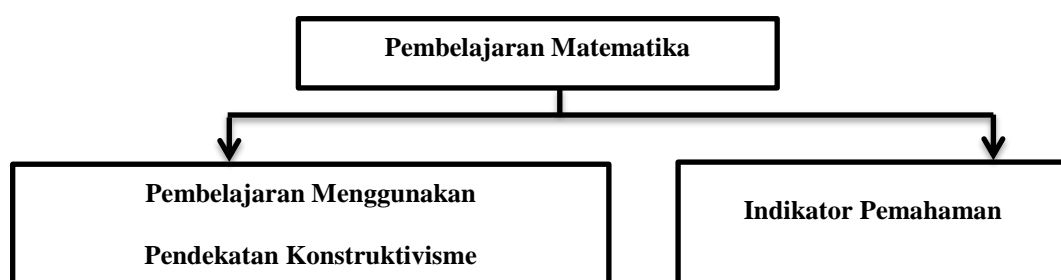 Pembelajaran Matematika
Pembelajaran Menggunakan
Pendekatan Konstruktivisme
Indikator Pemahaman